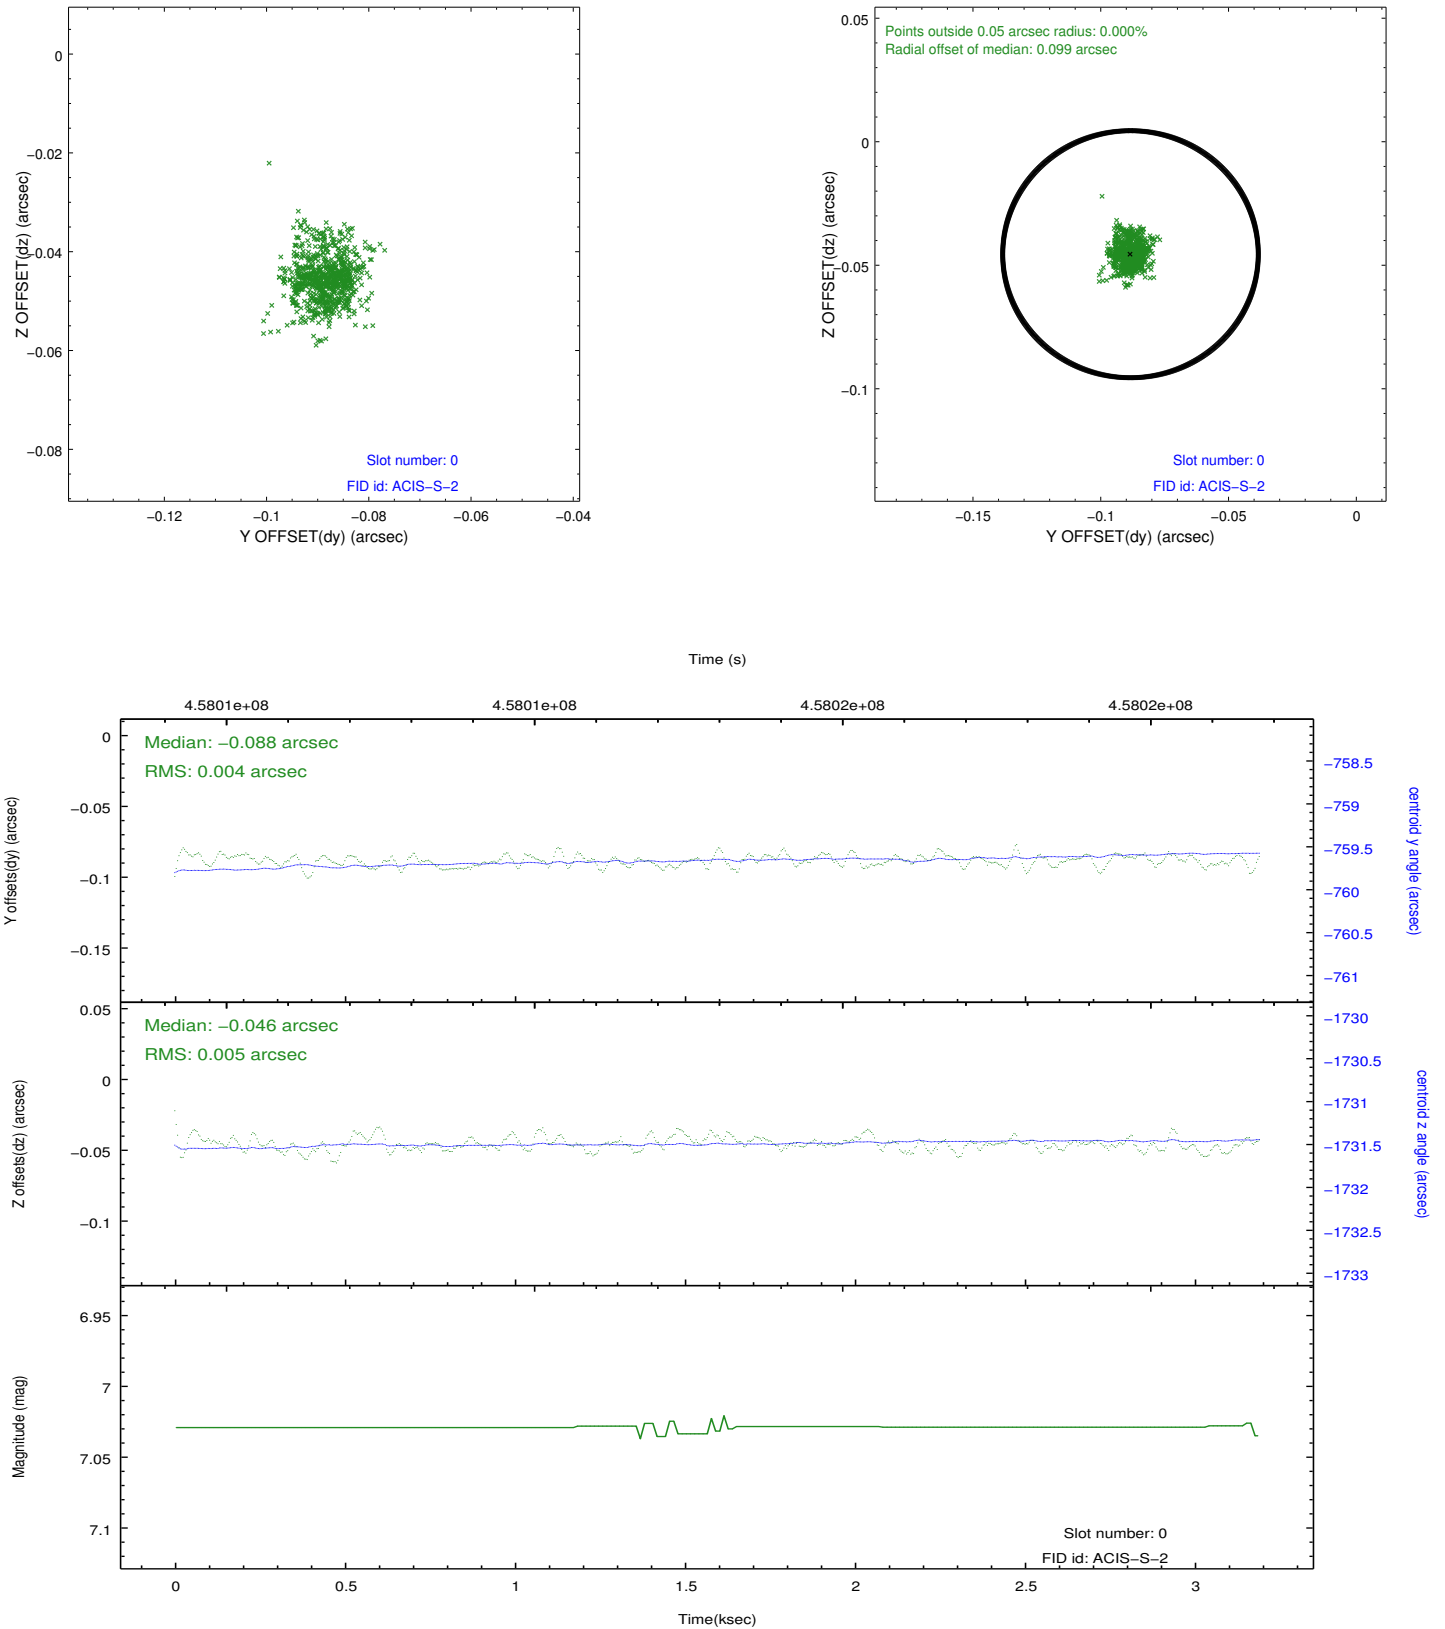 0
−0.02
−0.04
−0.06
−0.08
Z OFFSET(dz) (arcsec)
Slot number: 0
FID id: ACIS−S−2
−0.12
−0.1
−0.08
−0.06
−0.04
Y OFFSET(dy) (arcsec)
Points outside 0.05 arcsec radius: 0.000%
Radial offset of median: 0.099 arcsec
0.05
0
−0.05
−0.1
Z OFFSET(dz) (arcsec)
Slot number: 0
FID id: ACIS−S−2
−0.15
−0.1
−0.05
0
Y OFFSET(dy) (arcsec)
Time (s)
4.5801e+08
4.5801e+08
4.5802e+08
4.5802e+08
Median: −0.088 arcsec
RMS: 0.004 arcsec
0
−0.05
−0.1
−0.15
Y offsets(dy) (arcsec)
−758.5
−759
−759.5
−760
−760.5
−761
centroid y angle (arcsec)
Median: −0.046 arcsec
RMS: 0.005 arcsec
0.05
0
−0.05
−0.1
Z offsets(dz) (arcsec)
−1730
−1730.5
−1731
−1731.5
−1732
−1732.5
−1733
centroid z angle (arcsec)
6.95
7
7.05
7.1
Magnitude (mag)
Slot number: 0
FID id: ACIS−S−2
0
0.5
1
1.5
2
2.5
3
Time(ksec)